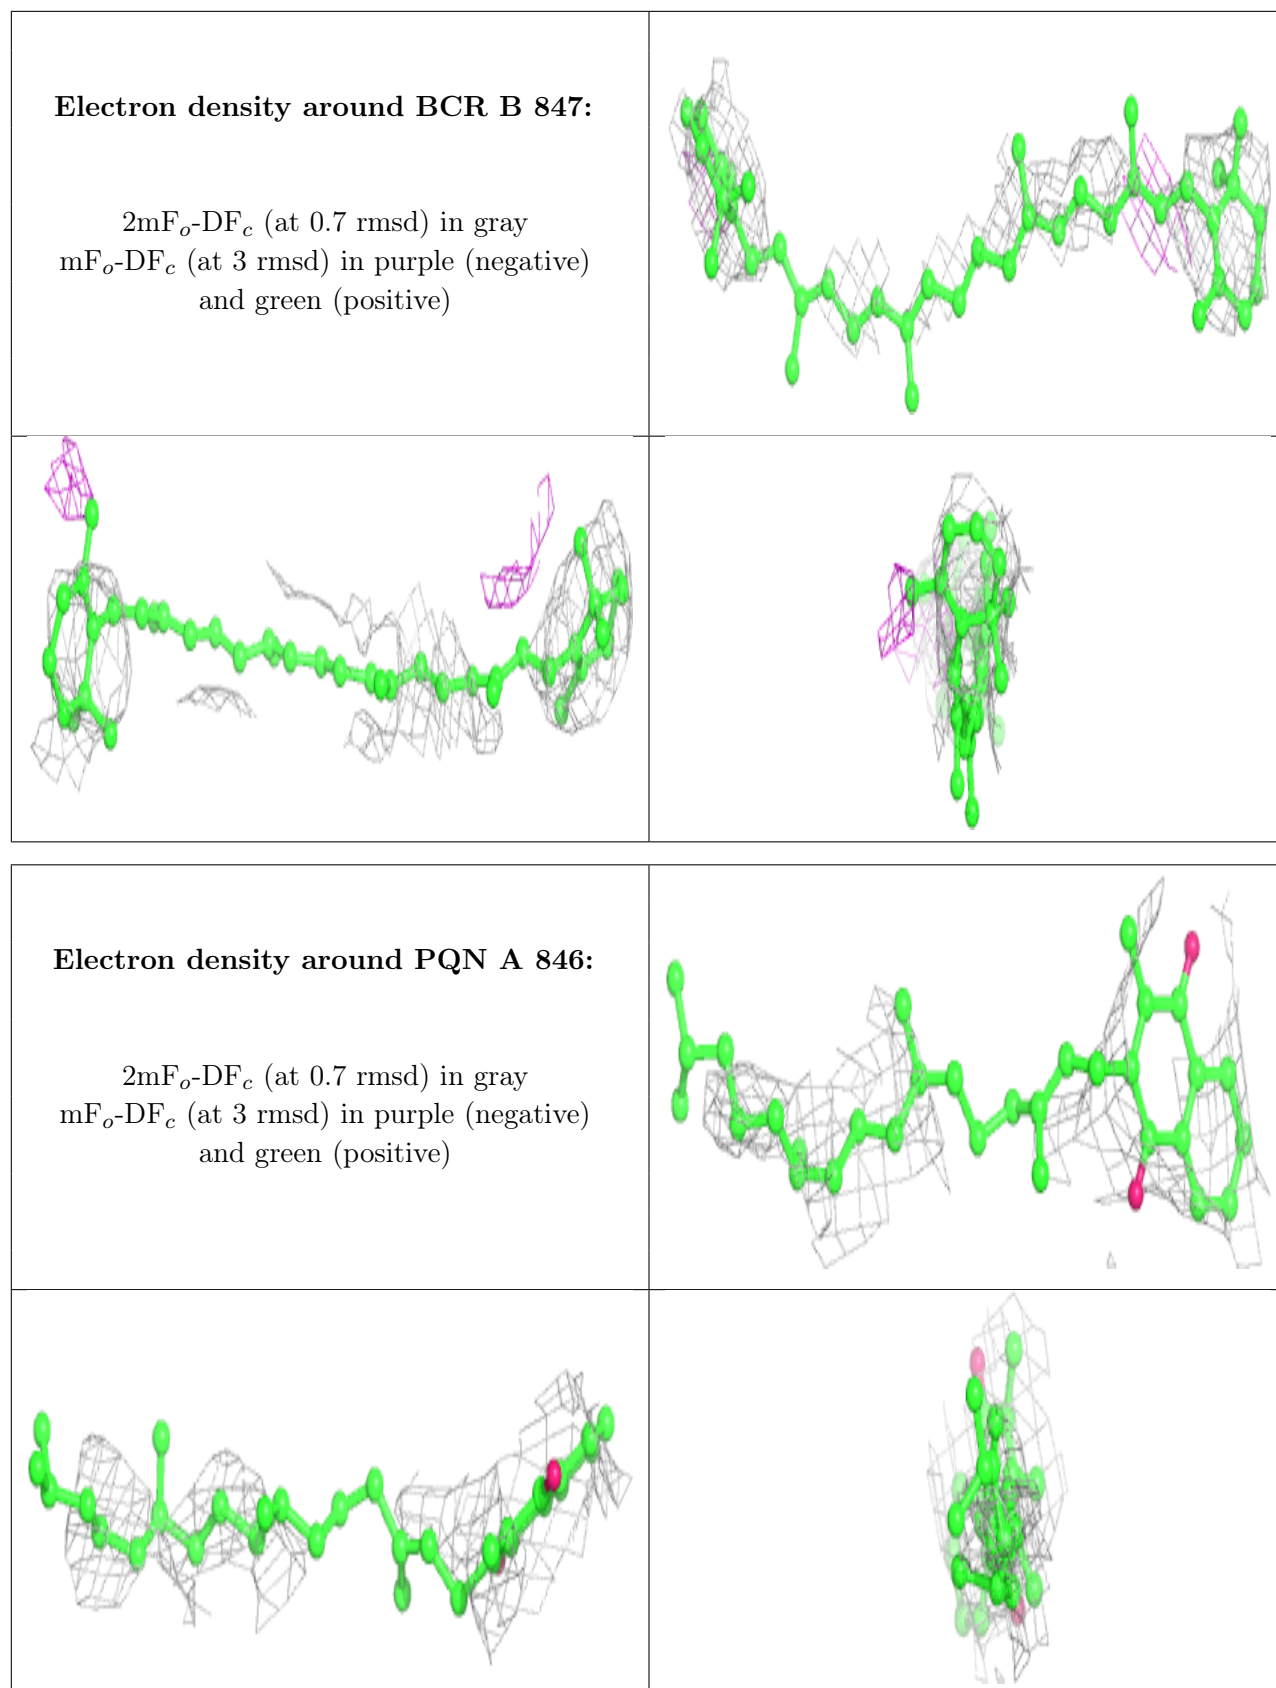 Electron density around BCR B 847:
2mFo-DFc (at 0.7 rmsd) in gray
mFo-DFc (at 3 rmsd) in purple (negative)
and green (positive)
Electron density around PQN A 846:
2mFo-DFc (at 0.7 rmsd) in gray
mFo-DFc (at 3 rmsd) in purple (negative)
and green (positive)